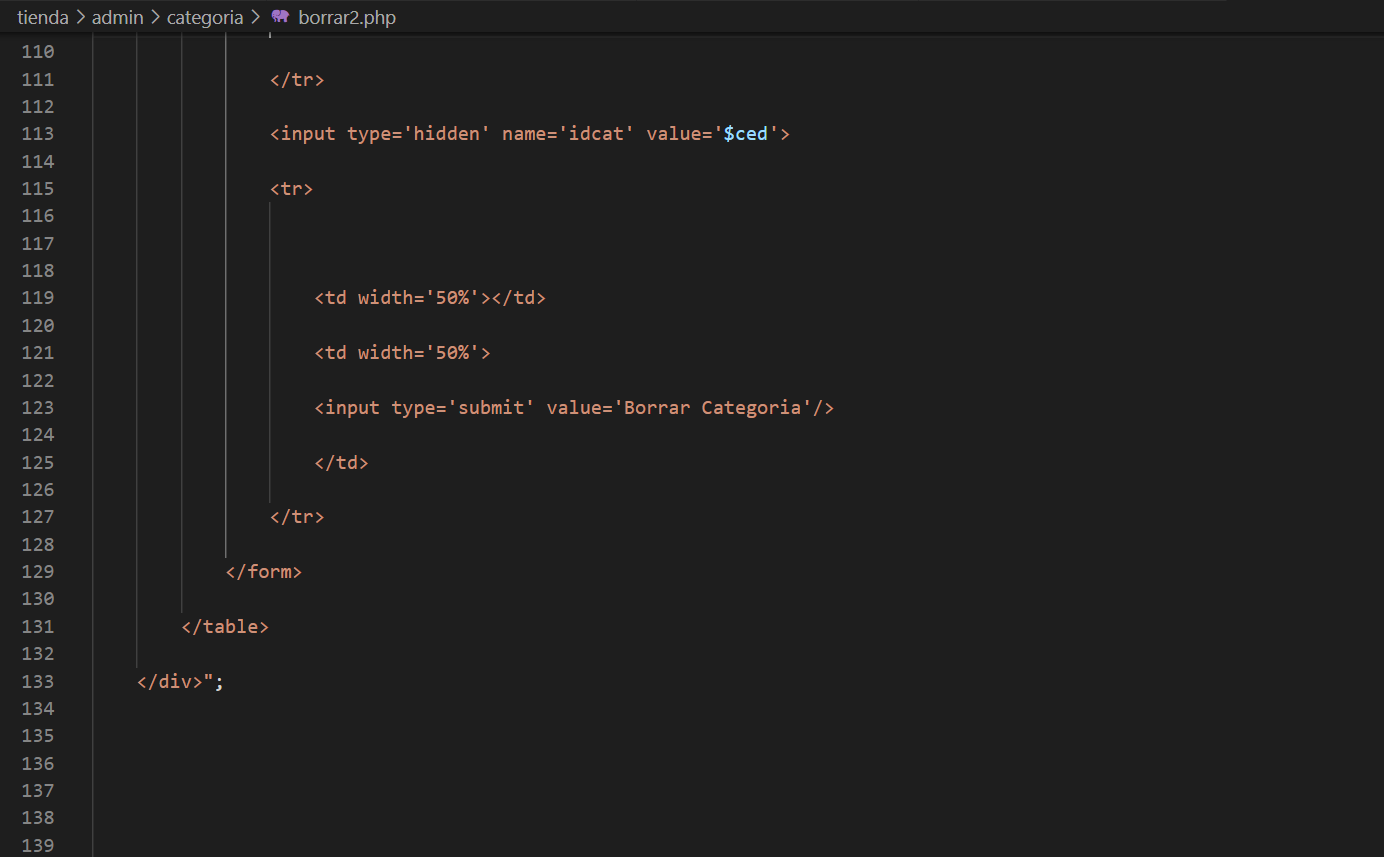 tienda > admin > categoria > borrar2.php
110
111 </tr>
112
113 <input type='hidden' name='idcat' value='$ced'>
114
115 <tr>
116
117
118
119 <td width='50%'></td>
120
121 <td width='50%'>
122
123 <input type='submit' value='Borrar Categoria'/>
124
125 </td>
126
127 </tr>
128
129 </form>
130
131 </table>
132
133 </div>";
134
135
136
137
138
139